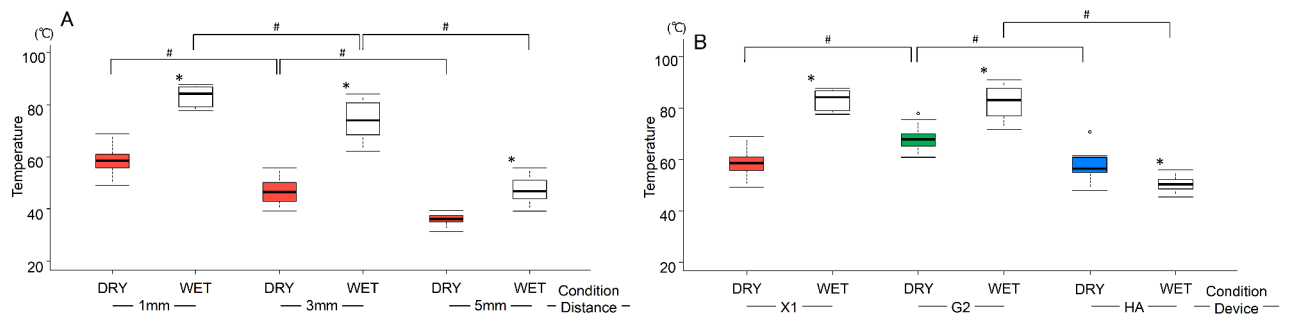 A
(℃)
# #
# #
* * *
100
80
60
40
20
Temperature
DRY WET DRY WET DRY WET Condition
1mm 3mm 5mm Distance
B
(℃)
#
# #
* * *
100
80
60
40
20
Temperature
DRY WET DRY WET DRY WET Condition
X1 G2 HA Device